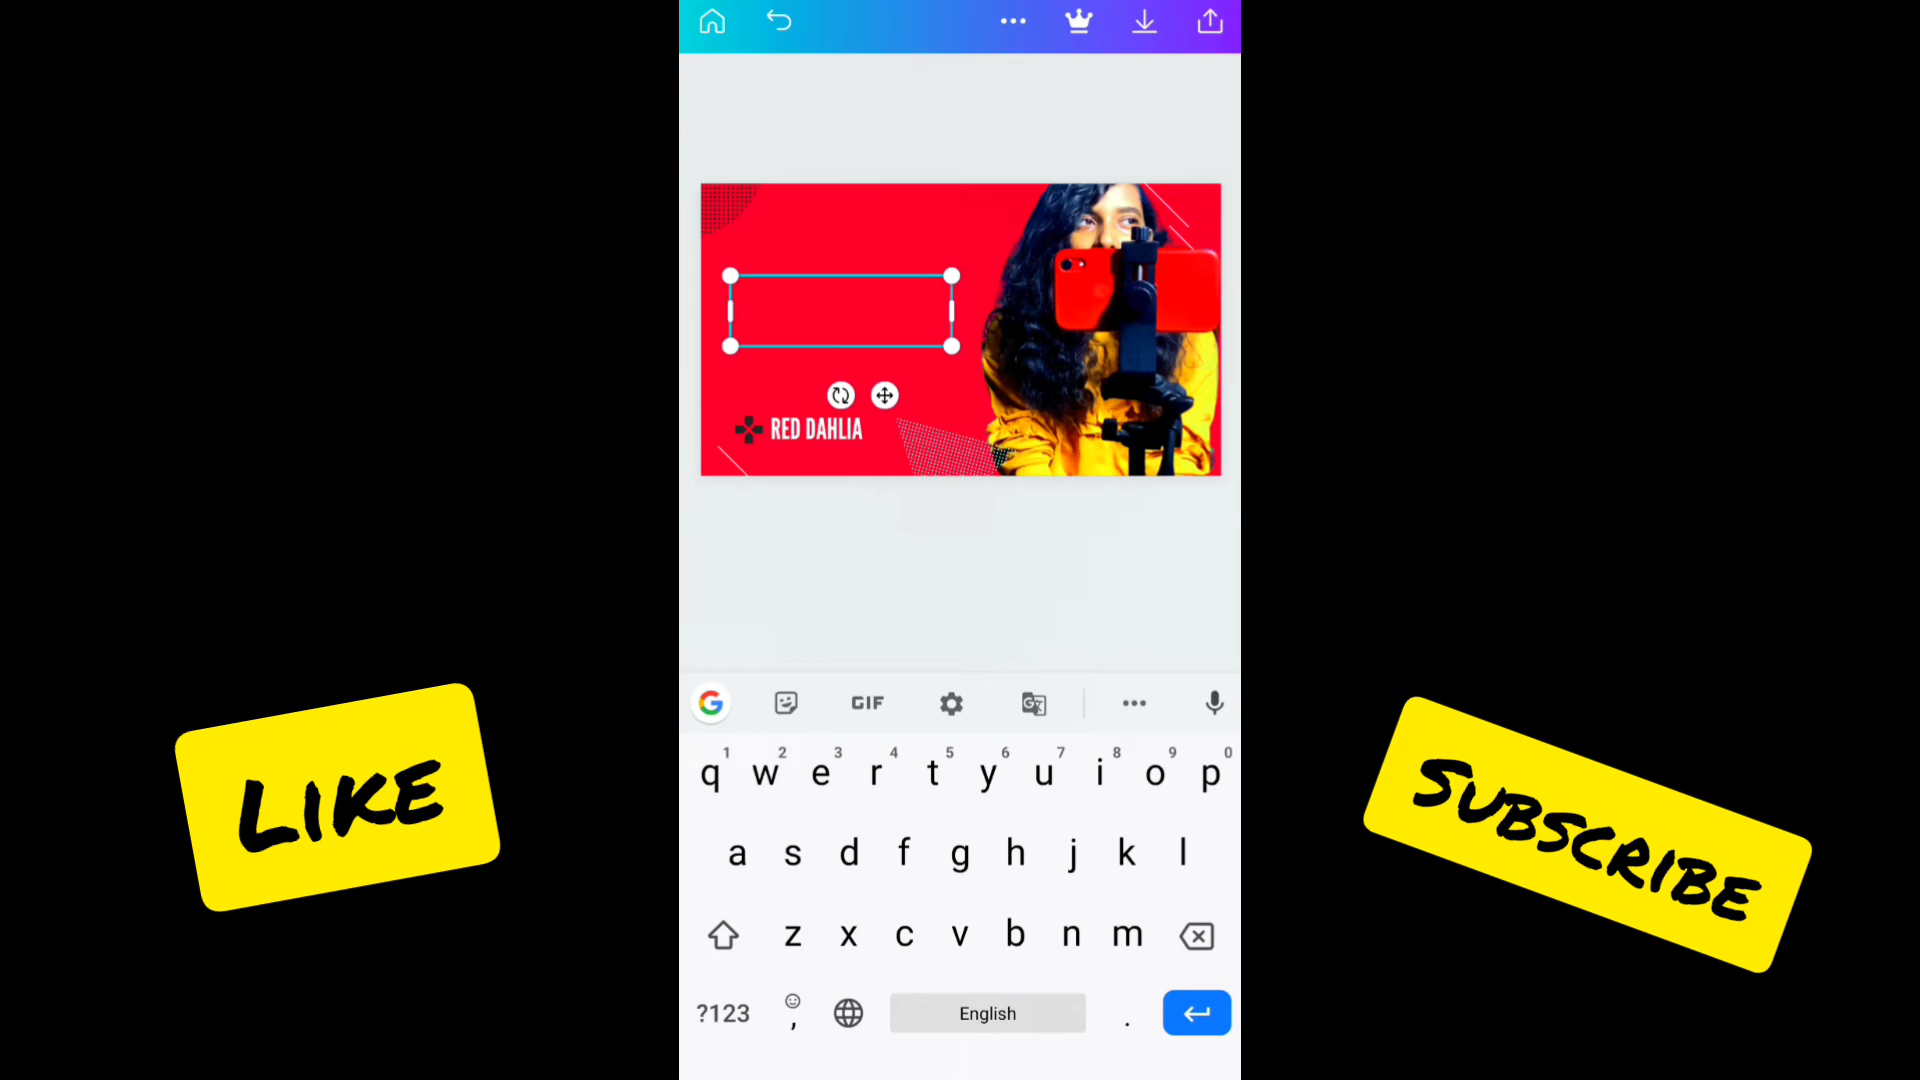 RED DAHLIA
LIKE
SUBSCRIBE
GIF
1 2 3 4 5 6 7 8 9 0
q w e r t y u i o p
a s d f g h j k l
z x c v b n m
?123 , English .